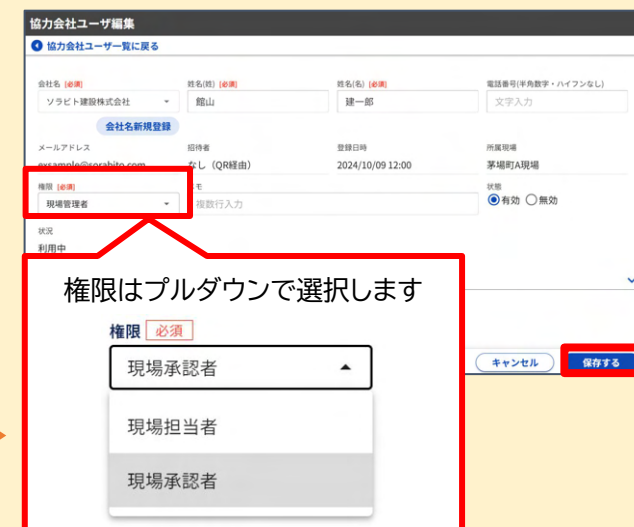 協力会社ユーザ編集
協力会社ユーザー一覧に戻る
会社名 [必須] 姓名(姓) [必須] 姓名(名) [必須] 電話番号(半角数字・ハイフンなし)
ソラビト建設株式会社 館山 建一郎 文字入力
会社名新規登録
メールアドレス 招待者 登録日時 所属現場
exsample@sorabito.com なし（QR経由） 2024/10/09 12:00 茅場町A現場
権限 [必須] モ 状態
現場管理者 複数行入力 有効 無効
状況
利用中
権限はプルダウンで選択します
権限 必須
現場承認者
現場担当者
現場承認者
キャンセル 保存する